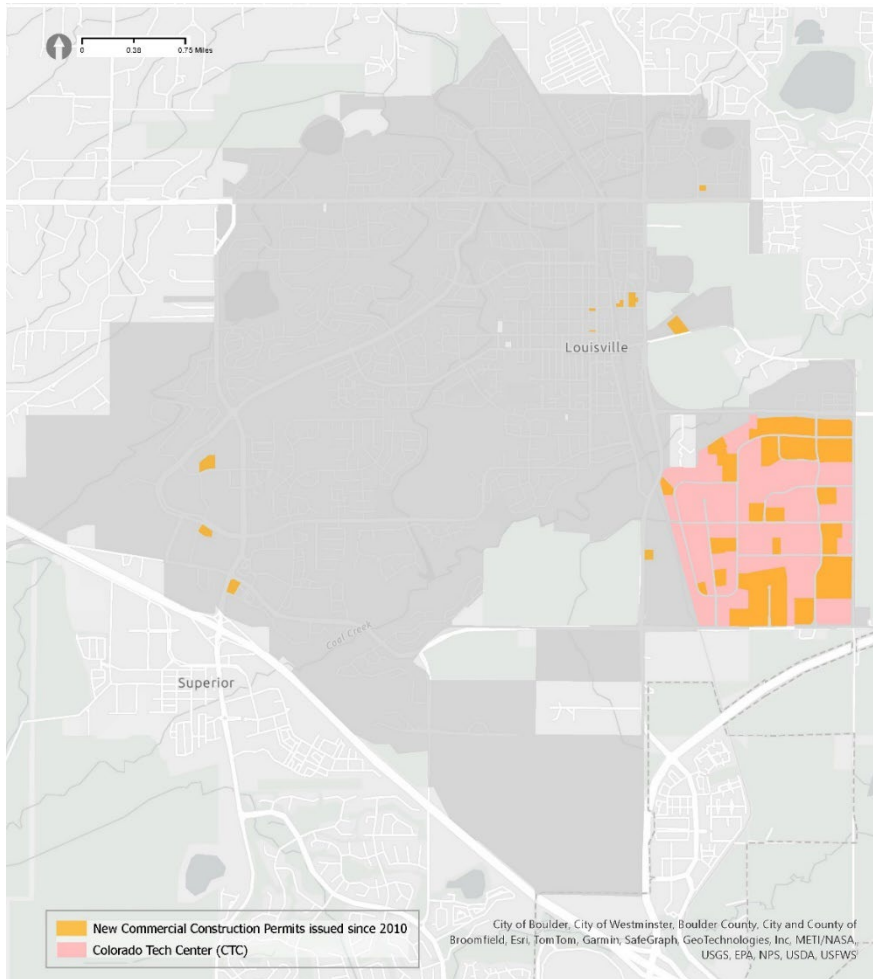 0 0.38 0.75 Miles
Louisville
Coal Creek
Superior
New Commercial Construction Permits issued since 2010
Colorado Tech Center (CTC)
City of Boulder, City of Westminster, Boulder County, City and County of
Broomfield, Esri, TomTom, Garmin, SafeGraph, GeoTechnologies, Inc, METI/NASA,
USGS, EPA, NPS, USDA, USFWS